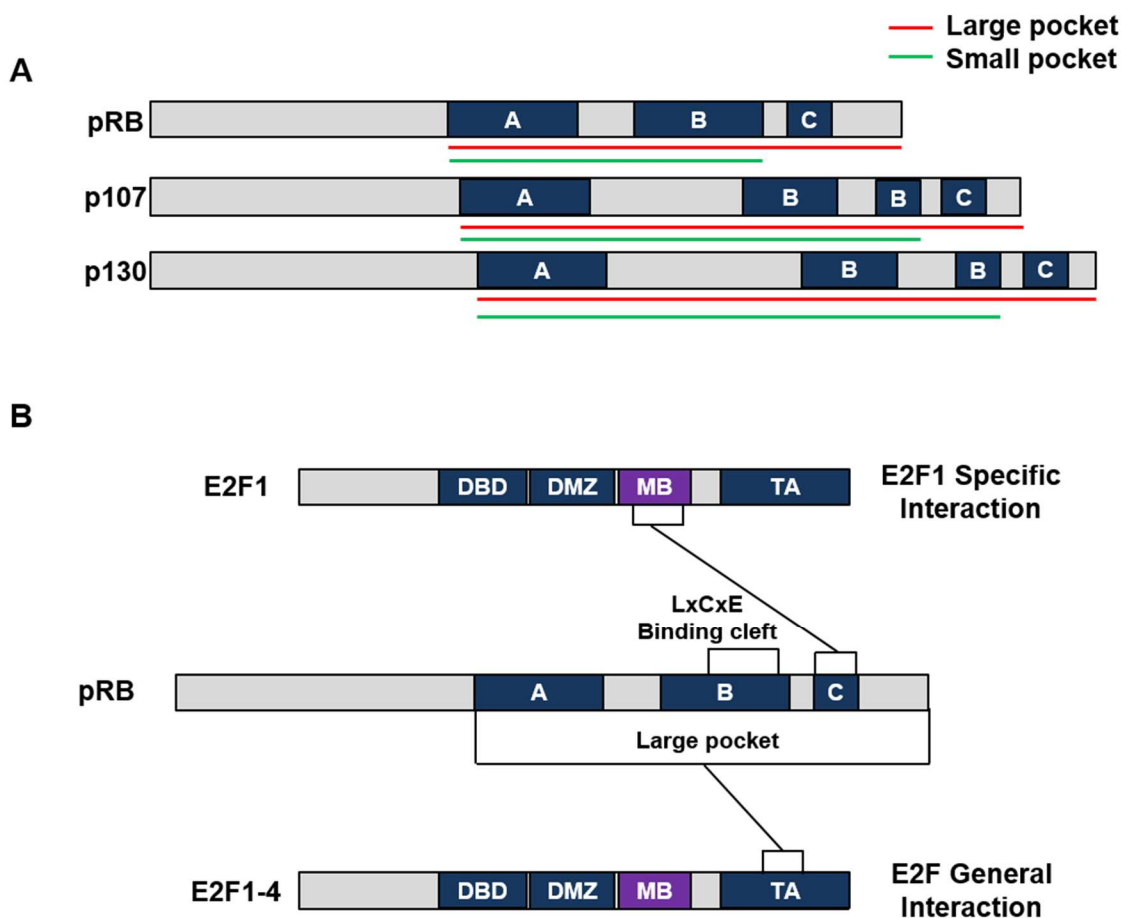 Large pocket
Small pocket
A
pRB
A B C
p107
A B B C
p130
A B B C
B
E2F1
DBD DMZ MB TA
E2F1 Specific
Interaction
LxCxE
Binding cleft
pRB
A B C
Large pocket
E2F1-4
DBD DMZ MB TA
E2F General
Interaction